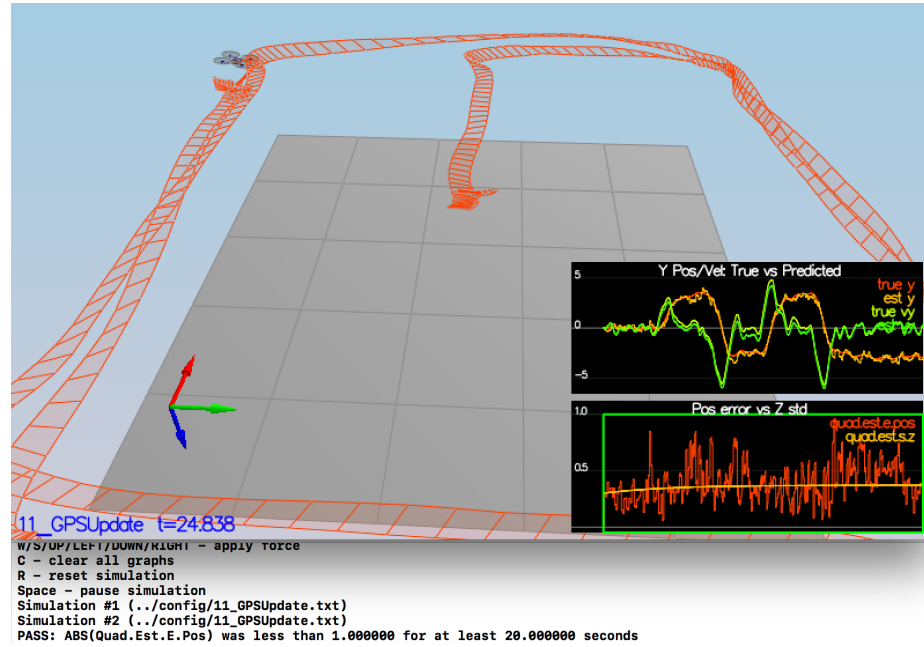 Y Pos/Vel: True vs Predicted
5
0
-5
true y
est y
true vy
Pos error vs Z std
1.0
0.5
quad.est.e.pos
quad.est.s.z
11_GPSUpdate t=24.838
W/S/UP/LEFT/DOWN/RIGHT - apply force
C - clear all graphs
R - reset simulation
Space - pause simulation
Simulation #1 (../config/11_GPSUpdate.txt)
Simulation #2 (../config/11_GPSUpdate.txt)
PASS: ABS(Quad.Est.E.Pos) was less than 1.000000 for at least 20.000000 seconds